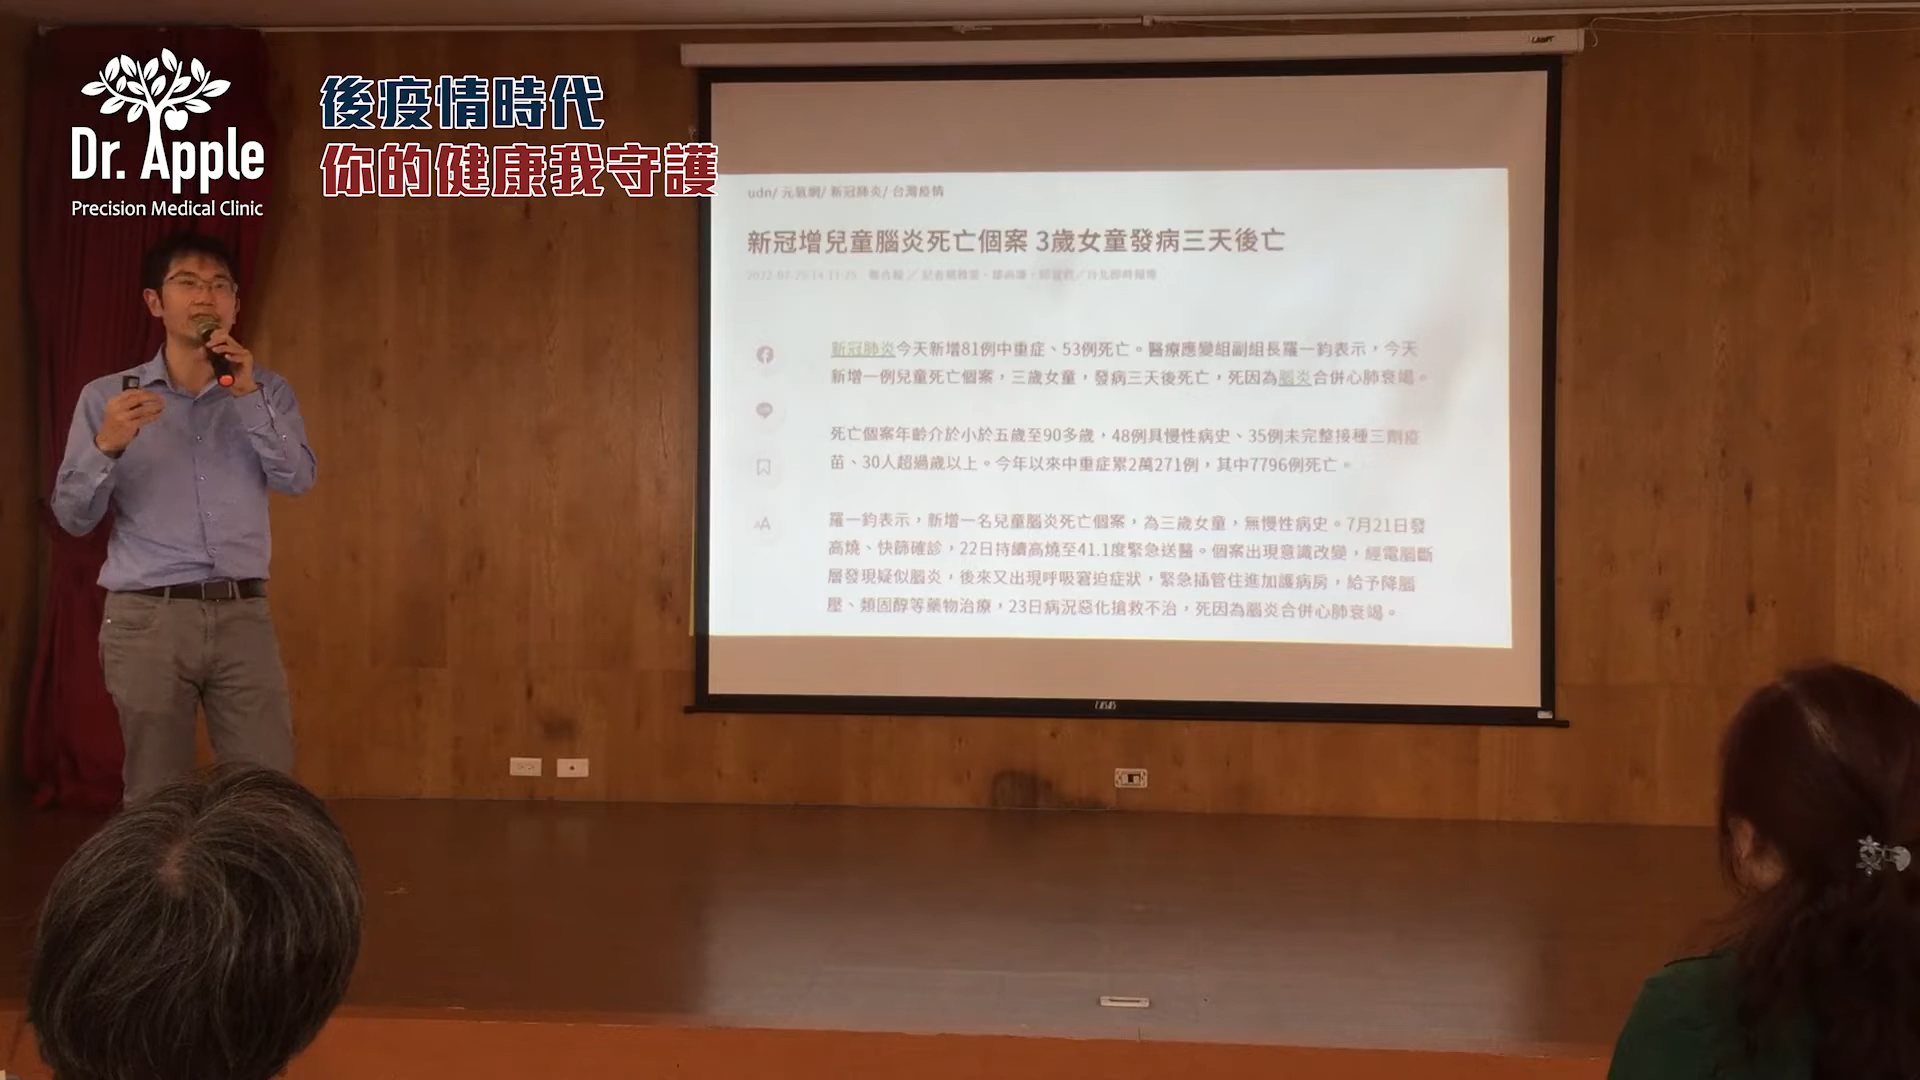 Dr. Apple
Precision Medical Clinic
後疫情時代
你的健康我守護
udn/ 元氣網/ 新冠肺炎/ 台灣疫情
新冠增兒童腦炎死亡個案 3歲女童發病三天後亡
新冠肺炎今天新增81例中重症、53例死亡。醫療應變組副組長羅一鈞表示，今天
新增一例兒童死亡個案，三歲女童，發病三天後死亡，死因為腦炎合併心肺衰竭。
死亡個案年齡介於小於五歲至90多歲，48例具慢性病史、35例未完整接種三劑疫
苗、30人超過歲以上。今年以來中重症累2萬271例，其中7796例死亡。
羅一鈞表示，新增一名兒童腦炎死亡個案，為三歲女童，無慢性病史。7月21日發
高燒、快篩確診，22日持續高燒至41.1度緊急送醫。個案出現意識改變，經電腦斷
層發現疑似腦炎，後來又出現呼吸窘迫症狀，緊急插管住進加護病房，給予降腦
壓、類固醇等藥物治療，23日病況惡化搶救不治，死因為腦炎合併心肺衰竭。